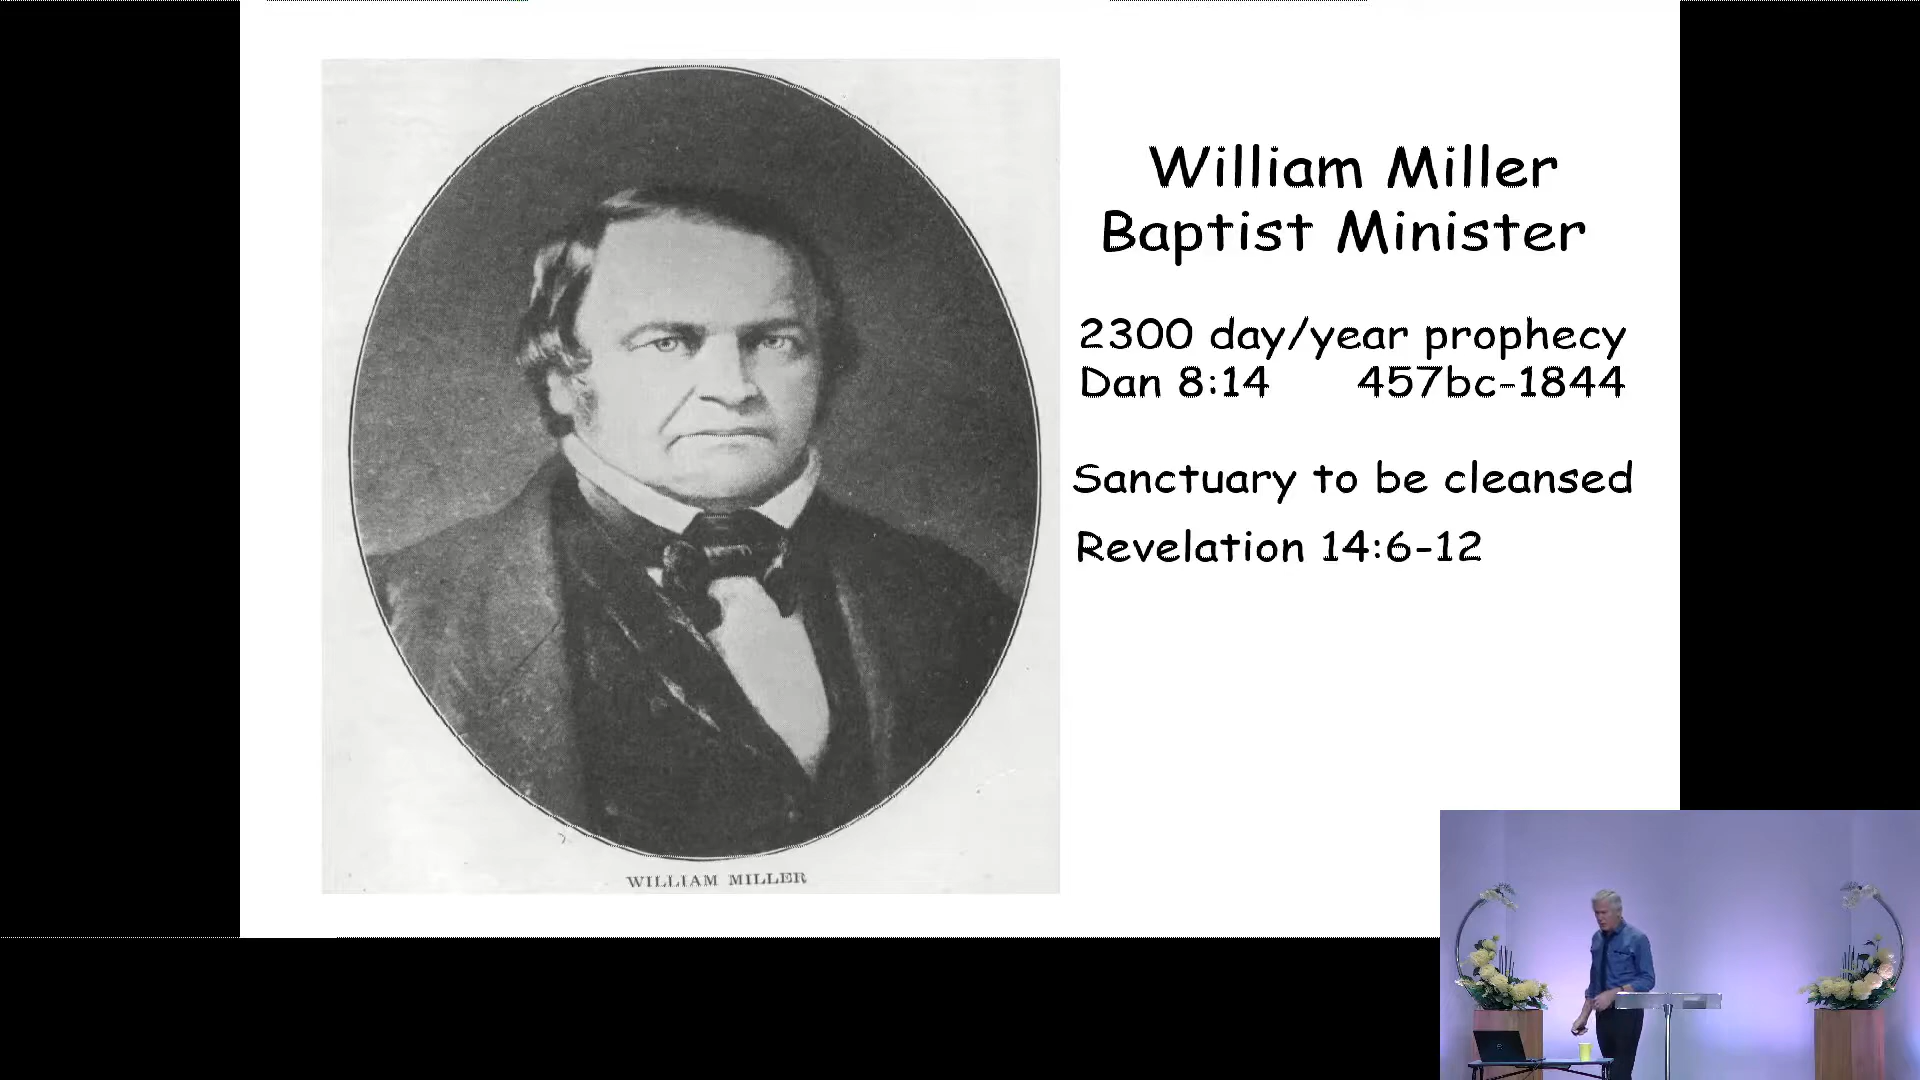 William Miller
Baptist Minister
2300 day/year prophecy
Dan 8:14 457bc-1844
Sanctuary to be cleansed
Revelation 14:6-12
WILLIAM MILLER